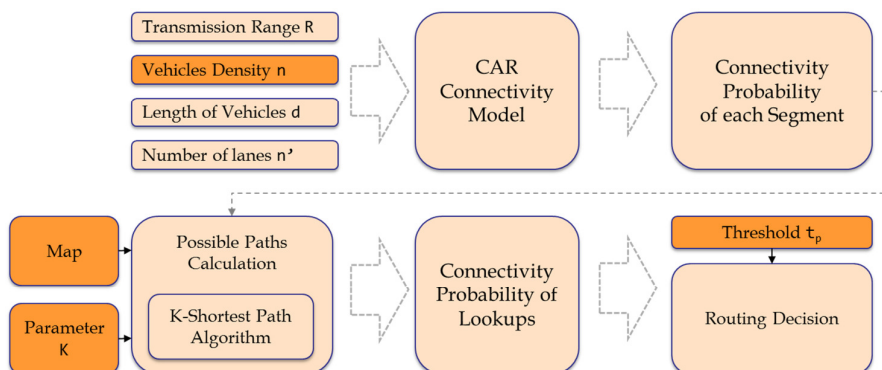 Transmission Range R
Vehicles Density n
Length of Vehicles d
Number of lanes n’
CAR
Connectivity
Model
Connectivity
Probability
of each Segment
Map
Parameter
K
Possible Paths
Calculation
K-Shortest Path
Algorithm
Connectivity
Probability of
Lookups
Threshold tp
Routing Decision